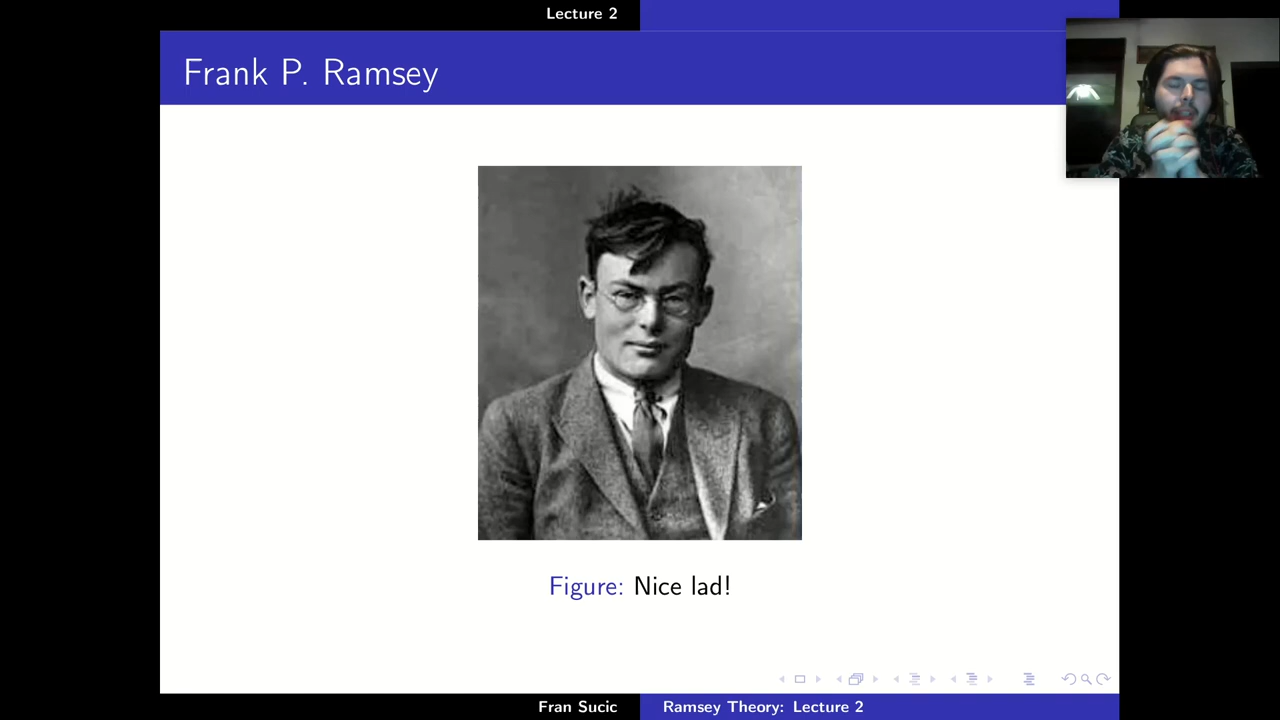 Lecture 2
Frank P. Ramsey
Figure: Nice lad!
Fran Sucic
Ramsey Theory: Lecture 2